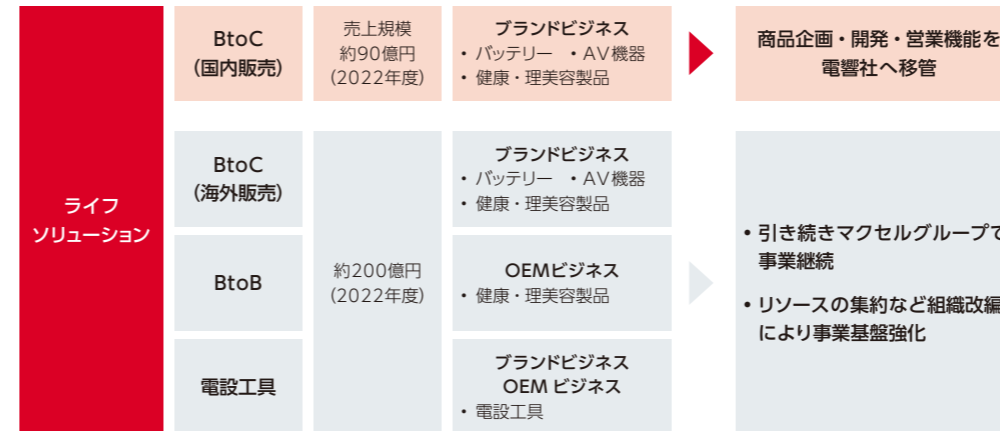 ライフ
ソリューション
BtoC
(国内販売)
売上規模
約90億円
(2022年度)
ブランドビジネス
・バッテリー ・AV機器
・健康・理美容製品
商品企画・開発・営業機能を
電響社へ移管
BtoC
(海外販売)
ブランドビジネス
・バッテリー ・AV機器
・健康・理美容製品
BtoB
約200億円
(2022年度)
OEMビジネス
・健康・理美容製品
電設工具
ブランドビジネス
OEM ビジネス
・電設工具
・引き続きマクセルグループで
事業継続
・リソースの集約など組織改編
により事業基盤強化